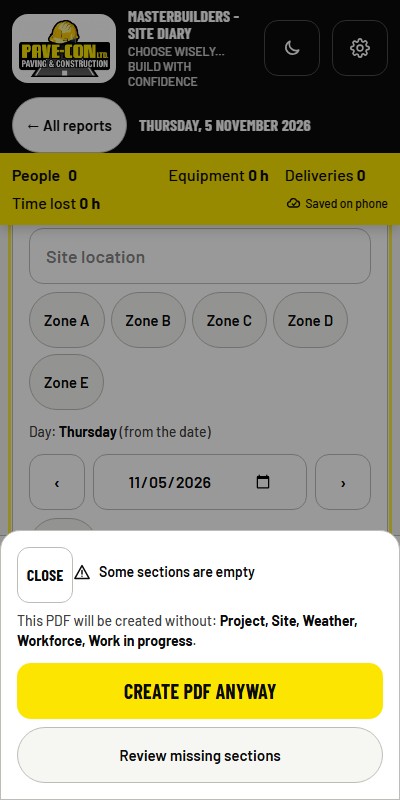 PAVE-CON LTD.
PAVING & CONSTRUCTION
MASTERBUILDERS -
SITE DIARY
CHOOSE WISELY...
BUILD WITH
CONFIDENCE
← All reports
THURSDAY, 5 NOVEMBER 2026
People 0
Equipment 0 h
Deliveries 0
Time lost 0 h
Saved on phone
Site location
Zone A
Zone B
Zone C
Zone D
Zone E
Day: Thursday (from the date)
‹
11/05/2026
›
CLOSE
Some sections are empty
This PDF will be created without: Project, Site, Weather,
Workforce, Work in progress.
CREATE PDF ANYWAY
Review missing sections